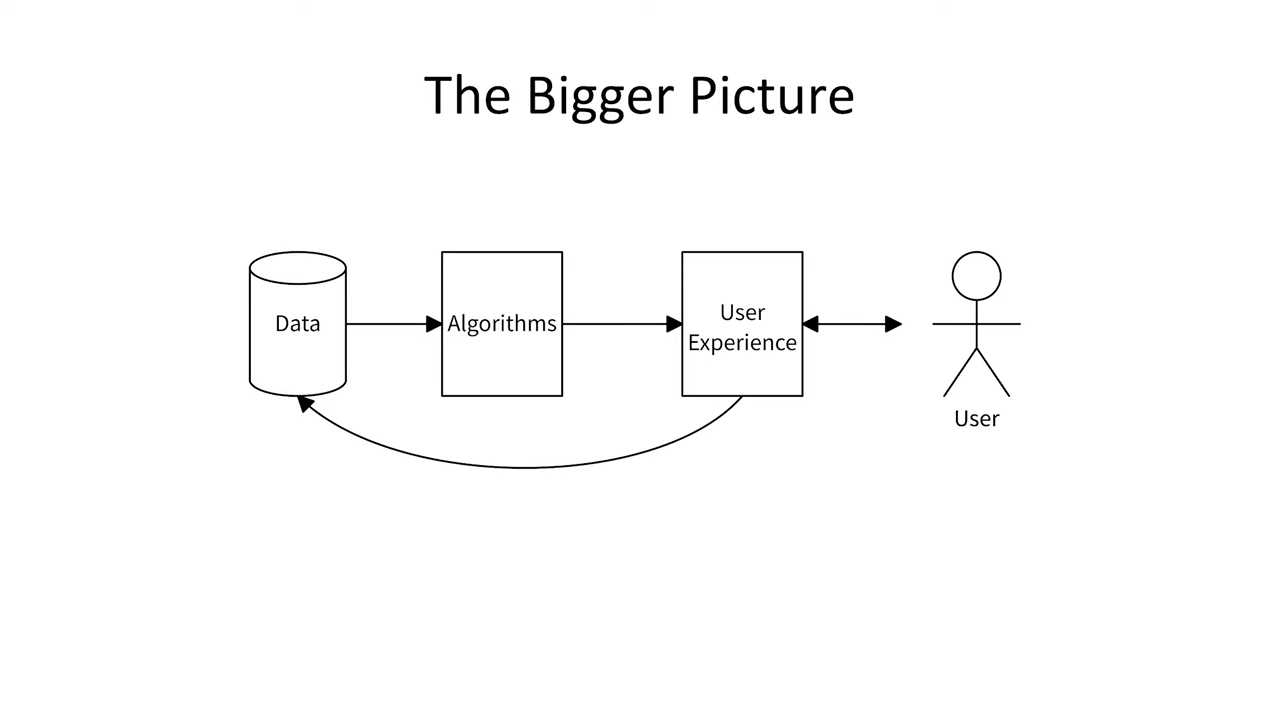 The Bigger Picture
Data
Algorithms
User
Experience
User